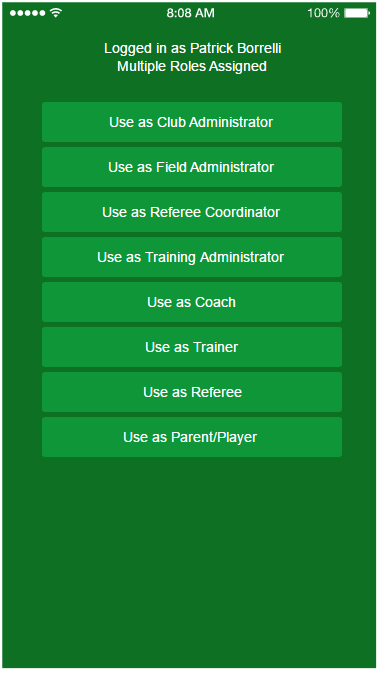 8:08 AM 100%
Logged in as Patrick Borrelli
Multiple Roles Assigned
Use as Club Administrator
Use as Field Administrator
Use as Referee Coordinator
Use as Training Administrator
Use as Coach
Use as Trainer
Use as Referee
Use as Parent/Player